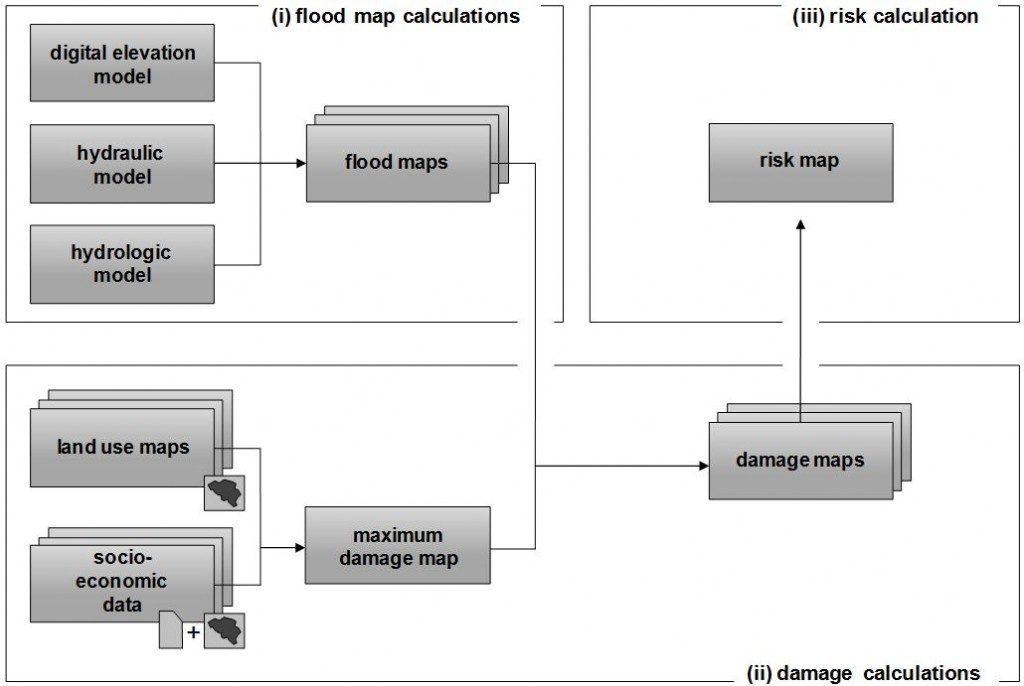 (i) flood map calculations
digital elevation
model
hydraulic
model
hydrologic
model
flood maps
(iii) risk calculation
risk map
land use maps
socio-
economic
data
+
maximum
damage map
damage maps
(ii) damage calculations